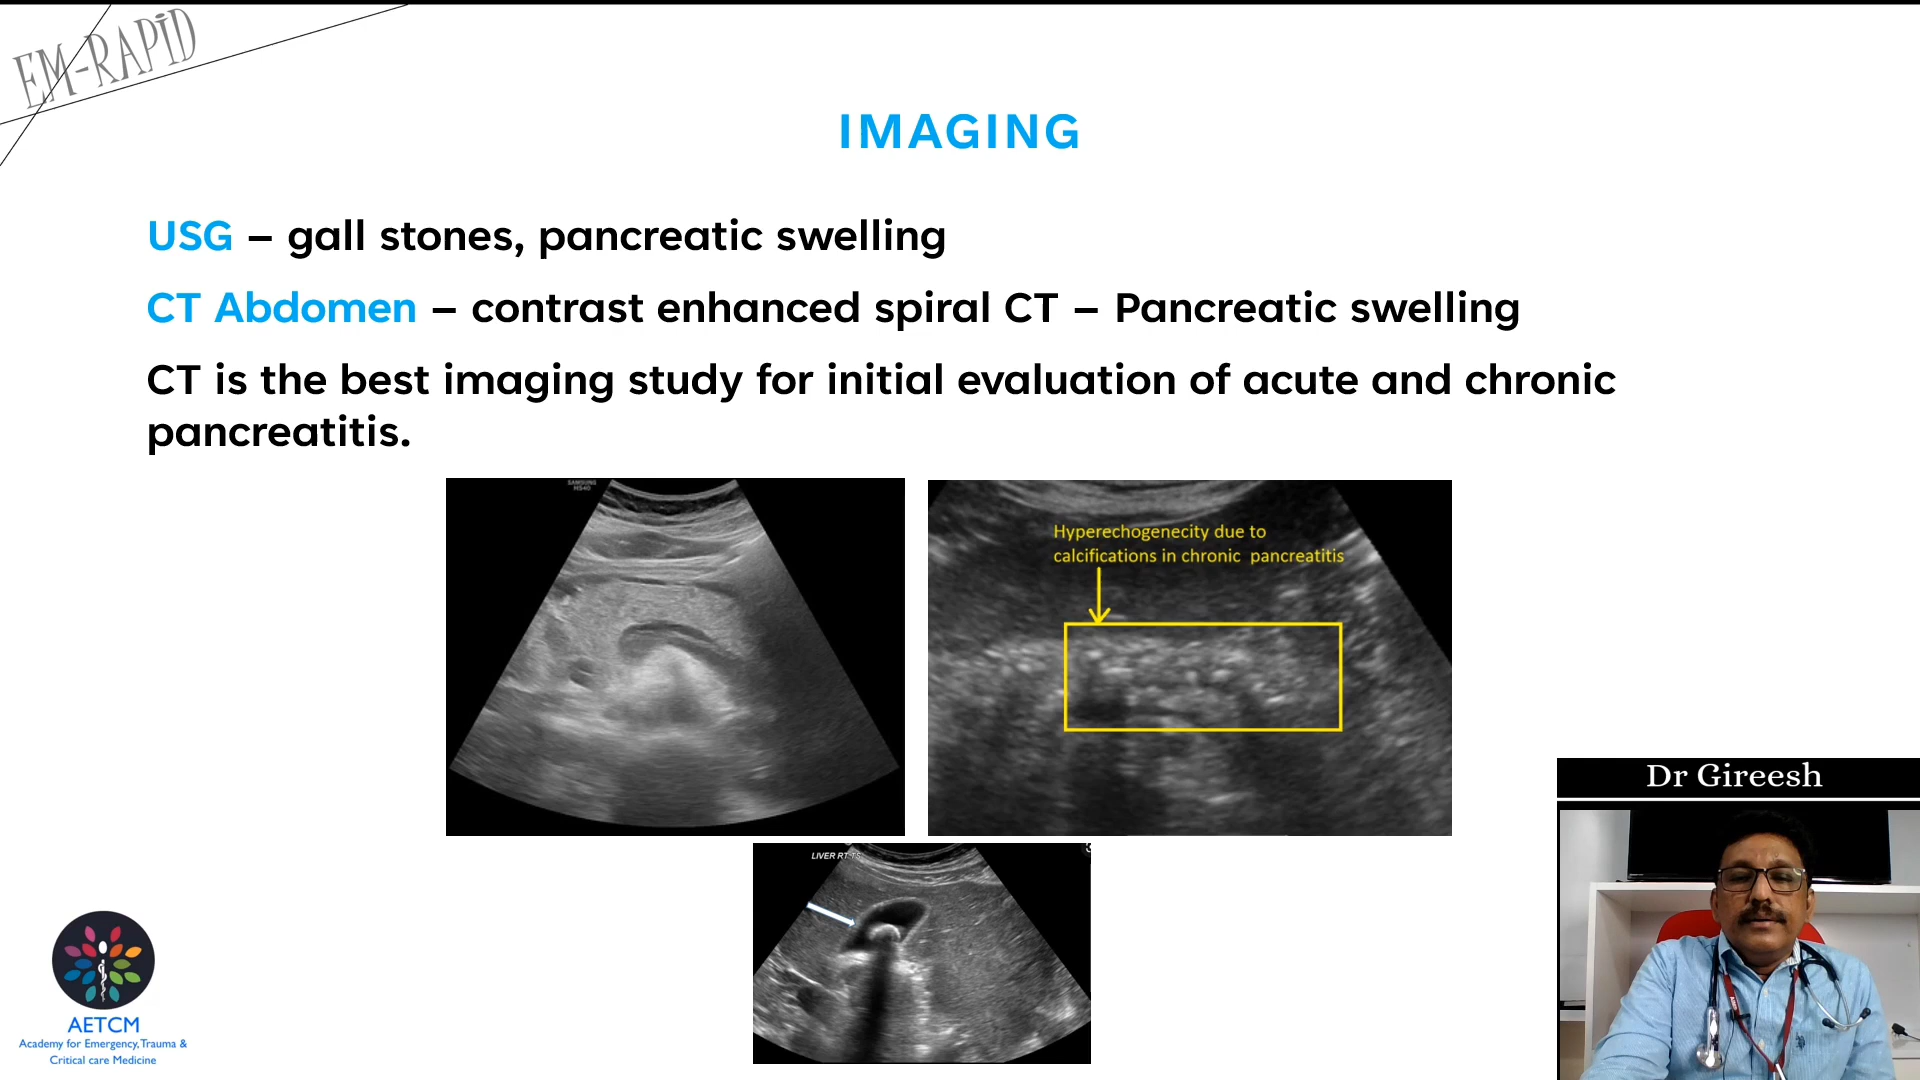 EM-RAPID
IMAGING
USG – gall stones, pancreatic swelling
CT Abdomen – contrast enhanced spiral CT – Pancreatic swelling
CT is the best imaging study for initial evaluation of acute and chronic
pancreatitis.
SAMSUNG
HS40
Hyperechogenecity due to
calcifications in chronic pancreatitis
LIVER RT TS
Dr Gireesh
AETCM
Academy for Emergency, Trauma &
Critical care Medicine